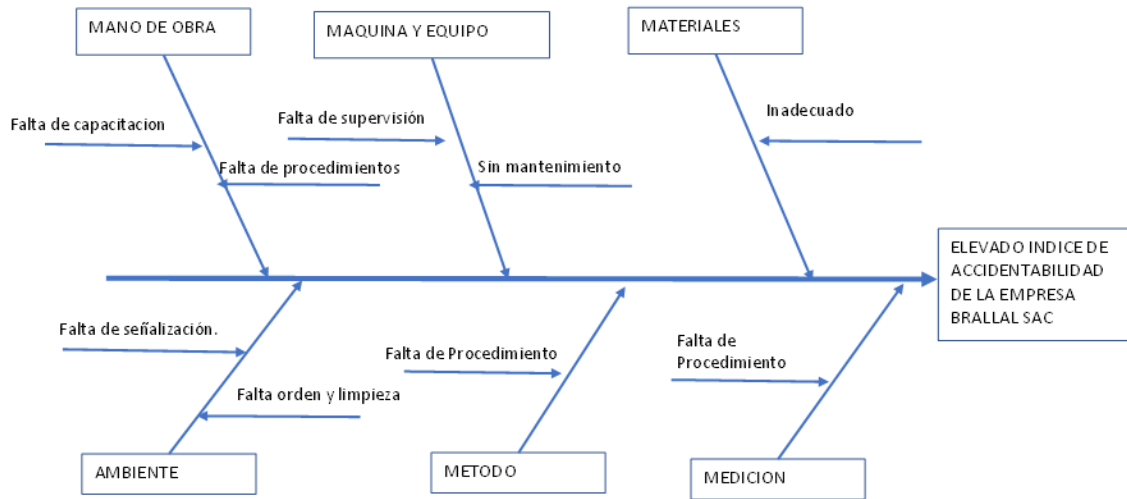 MANO DE OBRA
MAQUINA Y EQUIPO
MATERIALES
Falta de capacitacion
Falta de supervisión
Inadecuado
Falta de procedimientos
Sin mantenimiento
ELEVADO INDICE DE
ACCIDENTABILIDAD
DE LA EMPRESA
BRALLAL SAC
Falta de señalización.
Falta de Procedimiento
Falta de
Procedimiento
Falta orden y limpieza
AMBIENTE
METODO
MEDICION